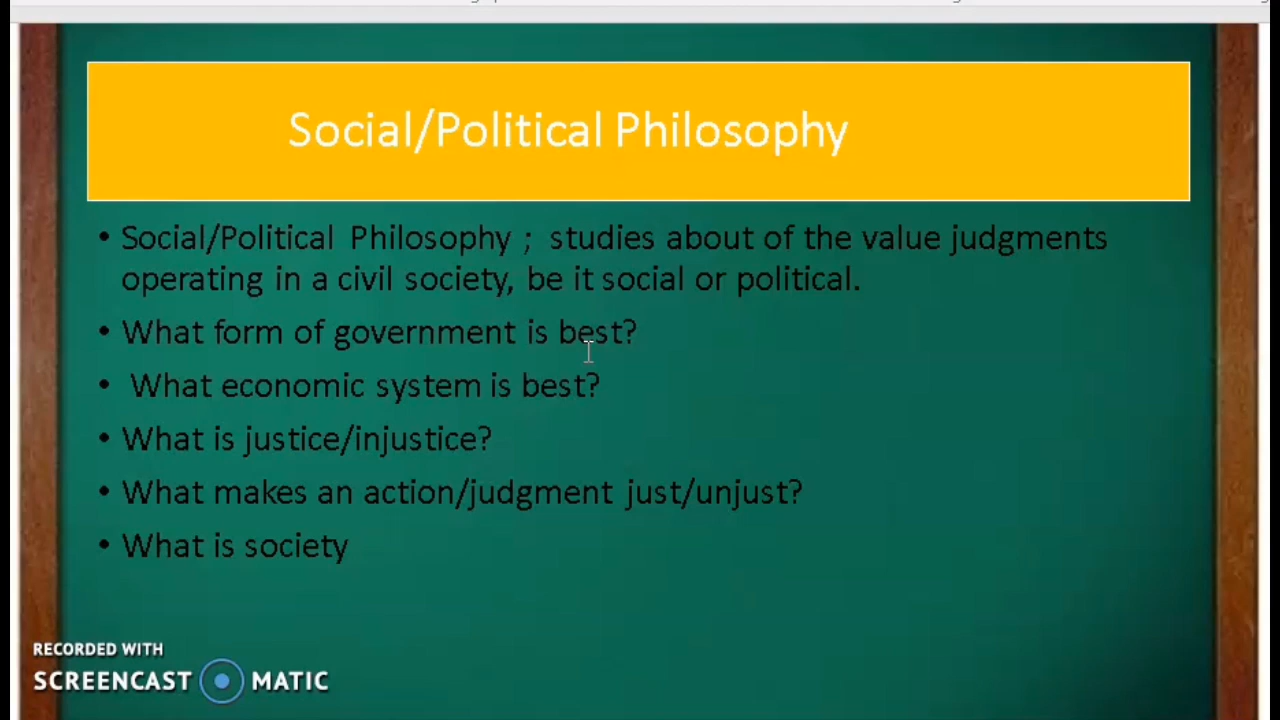 Social/Political Philosophy
• Social/Political Philosophy ; studies about of the value judgments
operating in a civil society, be it social or political.
• What form of government is best?
• What economic system is best?
• What is justice/injustice?
• What makes an action/judgment just/unjust?
• What is society
RECORDED WITH
SCREENCAST MATIC